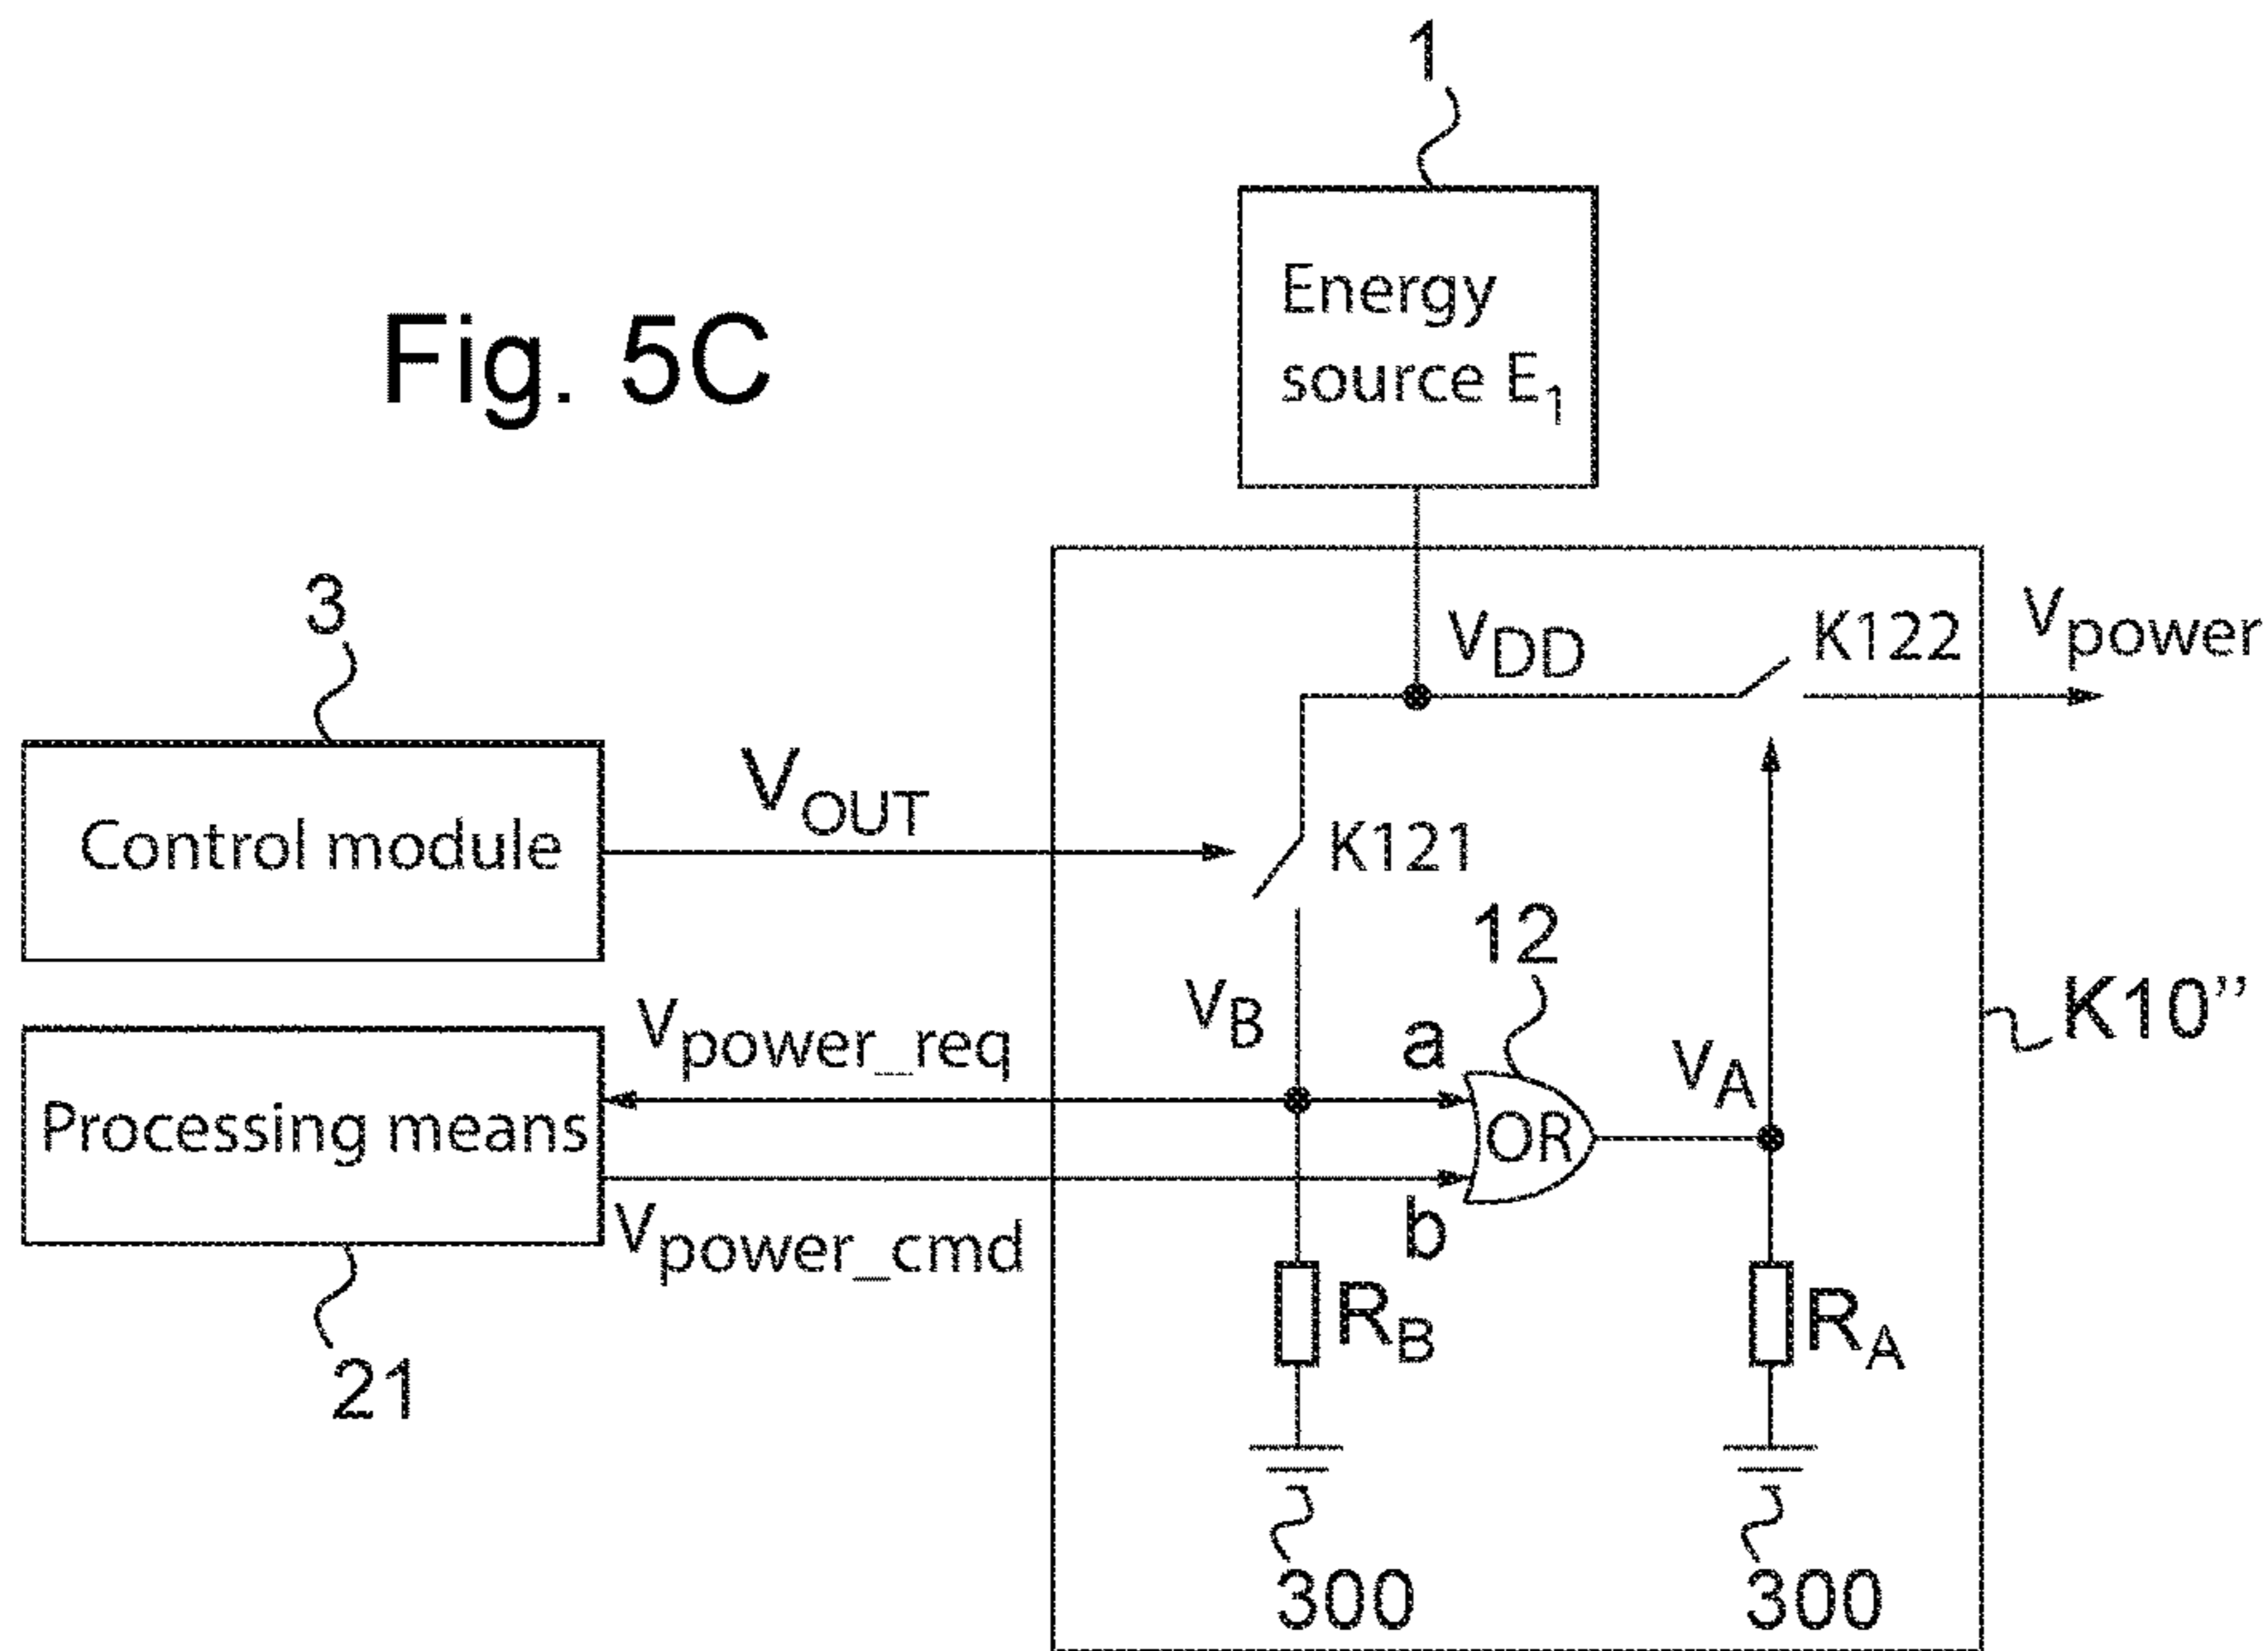 1
Fig. 5C
Energy
source E1
3
VDD
K122
Vpower
Control module
VOUT
K121
12
K10”
Vpower_req
VB
a
VA
Processing means
OR
Vpower_cmd
b
RB
RA
21
300
300